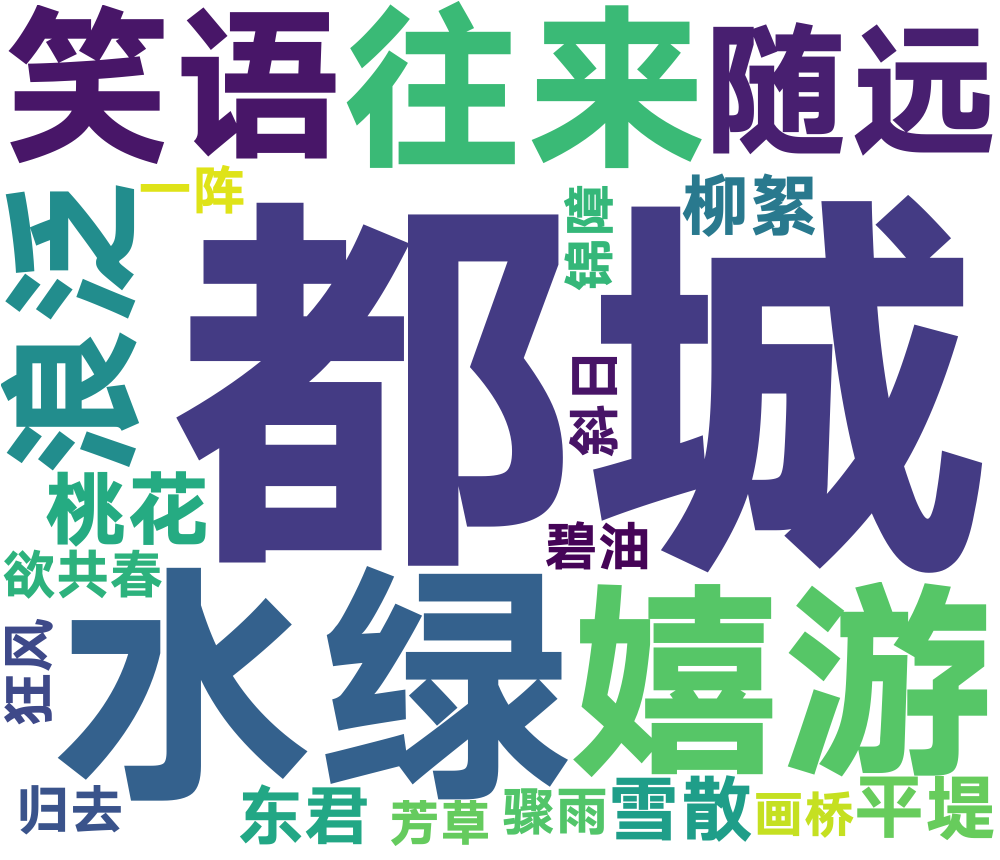 笑语
往来
随远
一阵
柳絮
锦障
泛浪
都城
斜日
桃花
碧油
欲共春
水绿
嬉游
狂风
归去
东君
芳草
骤雨
雪散
画桥
平堤